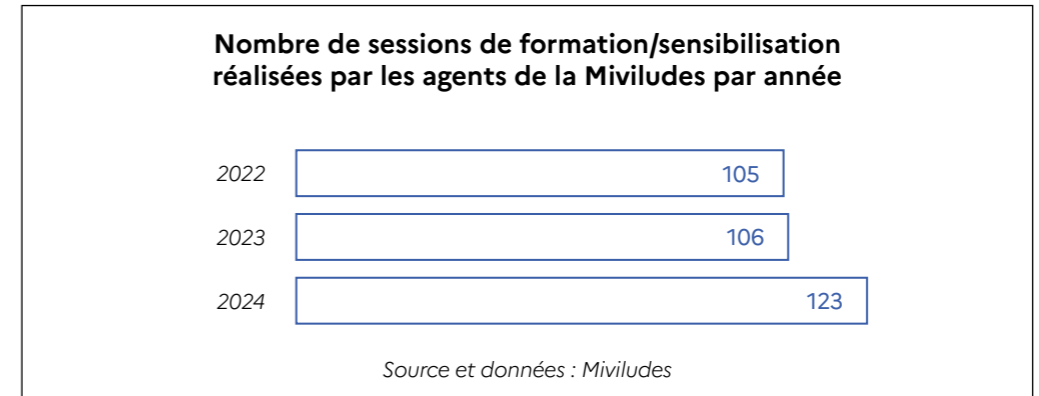 Nombre de sessions de formation/sensibilisation
réalisées par les agents de la Miviludes par année
2022 105
2023 106
2024 123
Source et données : Miviludes